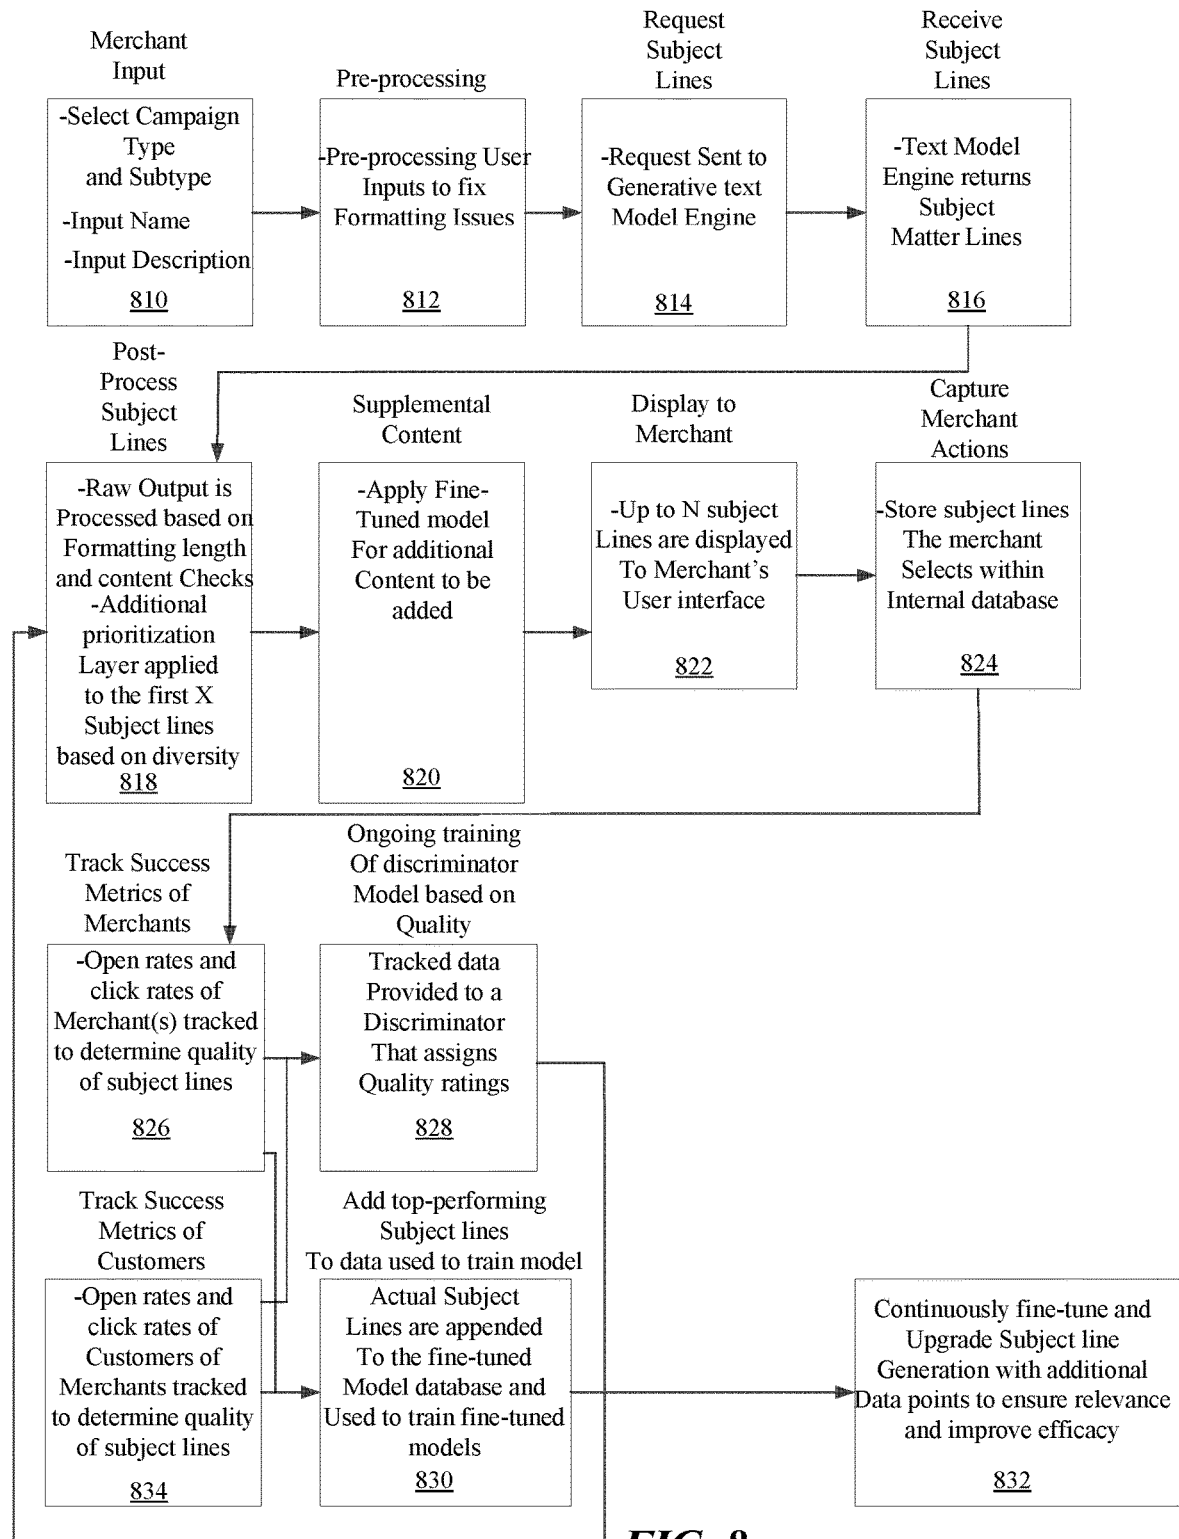 Merchant
Input
-Select Campaign
Type
and Subtype
-Input Name
-Input Description
810
Pre-processing
-Pre-processing User
Inputs to fix
Formatting Issues
812
Request
Subject
Lines
-Request Sent to
Generative text
Model Engine
814
Receive
Subject
Lines
-Text Model
Engine returns
Subject
Matter Lines
816
Post-
Process
Subject
Lines
-Raw Output is
Processed based on
Formatting length
and content Checks
-Additional
prioritization
Layer applied
to the first X
Subject lines
based on diversity
818
Supplemental
Content
-Apply Fine-
Tuned model
For additional
Content to be
added
820
Display to
Merchant
-Up to N subject
Lines are displayed
To Merchant's
User interface
822
Capture
Merchant
Actions
-Store subject lines
The merchant
Selects within
Internal database
824
Track Success
Metrics of
Merchants
-Open rates and
click rates of
Merchant(s) tracked
to determine quality
of subject lines
826
Ongoing training
Of discriminator
Model based on
Quality
Tracked data
Provided to a
Discriminator
That assigns
Quality ratings
828
Track Success
Metrics of
Customers
-Open rates and
click rates of
Customers of
Merchants tracked
to determine quality
of subject lines
834
Add top-performing
Subject lines
To data used to train model
Actual Subject
Lines are appended
To the fine-tuned
Model database and
Used to train fine-tuned
models
830
Continuously fine-tune and
Upgrade Subject line
Generation with additional
Data points to ensure relevance
and improve efficacy
832
FIG. 8